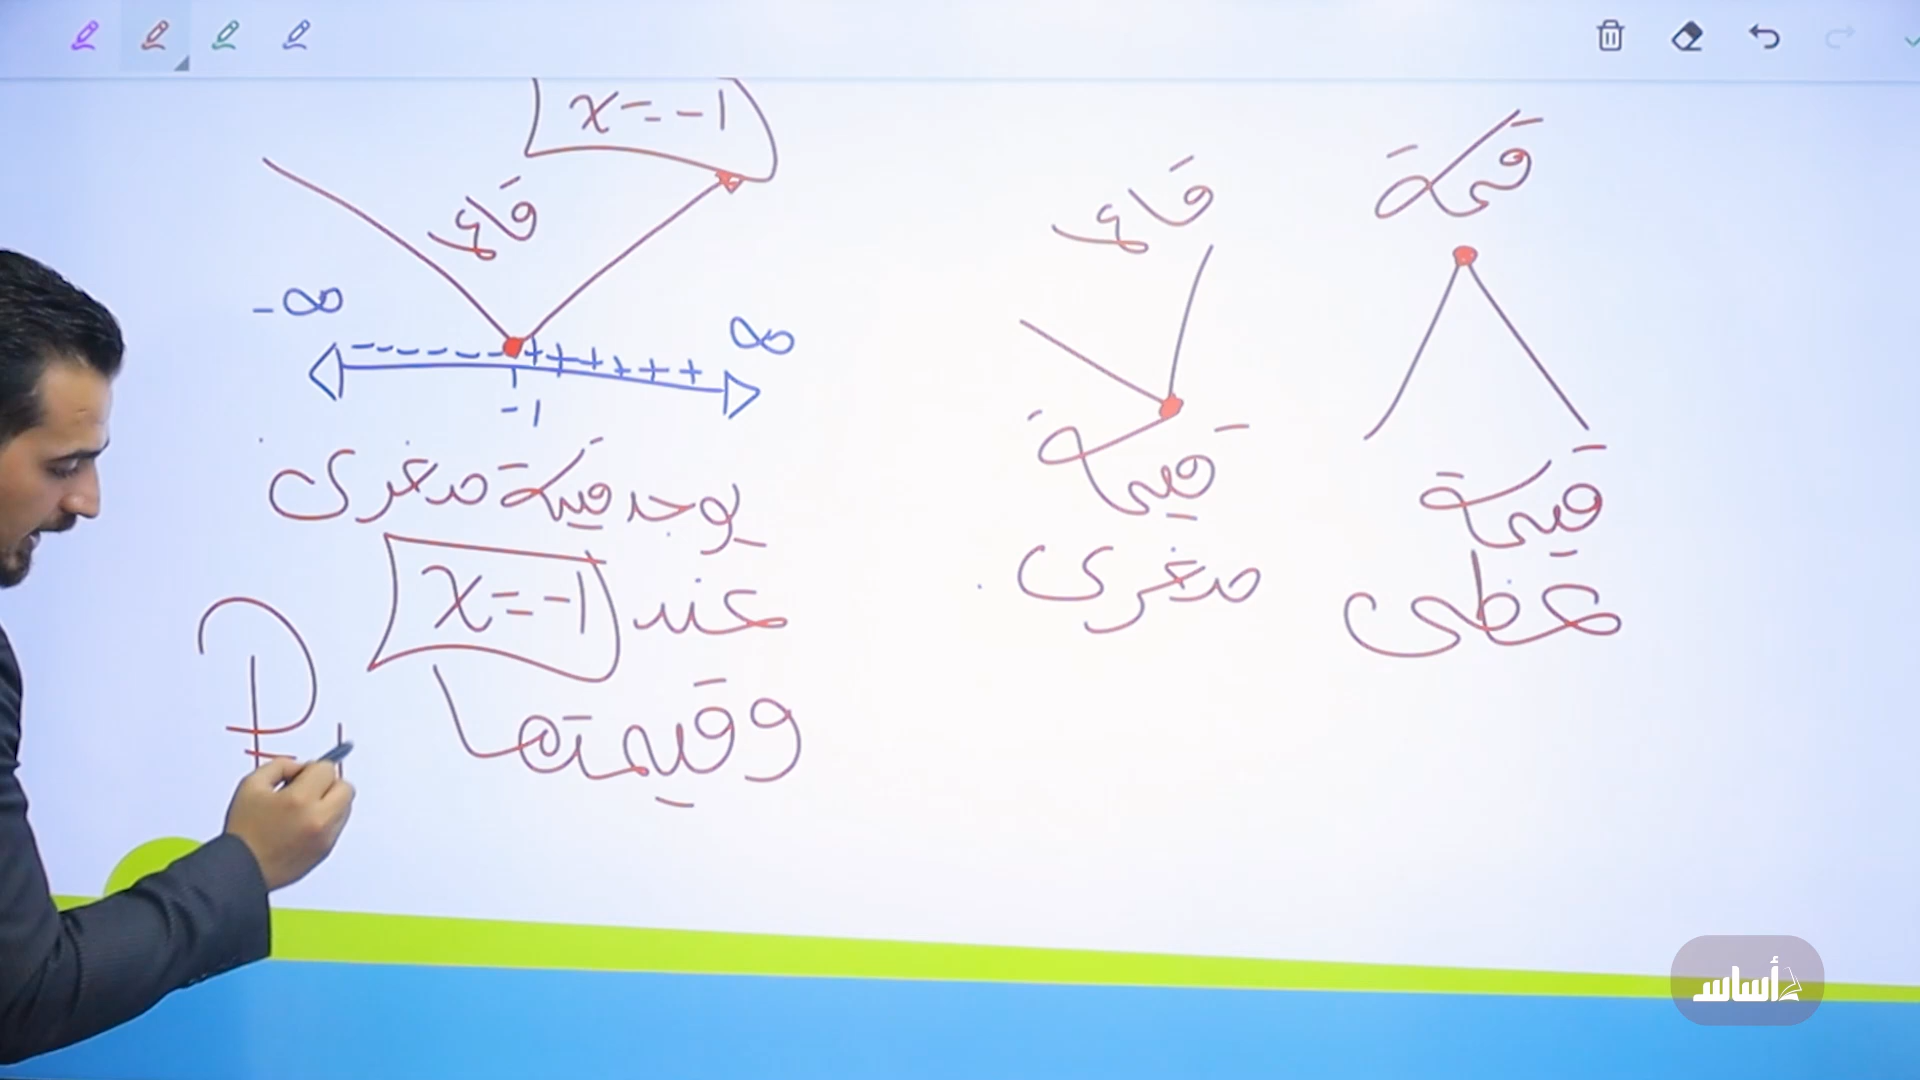 x = -1
قاع
-∞
∞
- - - - - - + + + + + +
-1
يوجد قيمة صغرى
عند x = -1
وقيمتها
قاع
قيمة
صغرى
قمة
قيمة
عظمى
أساس